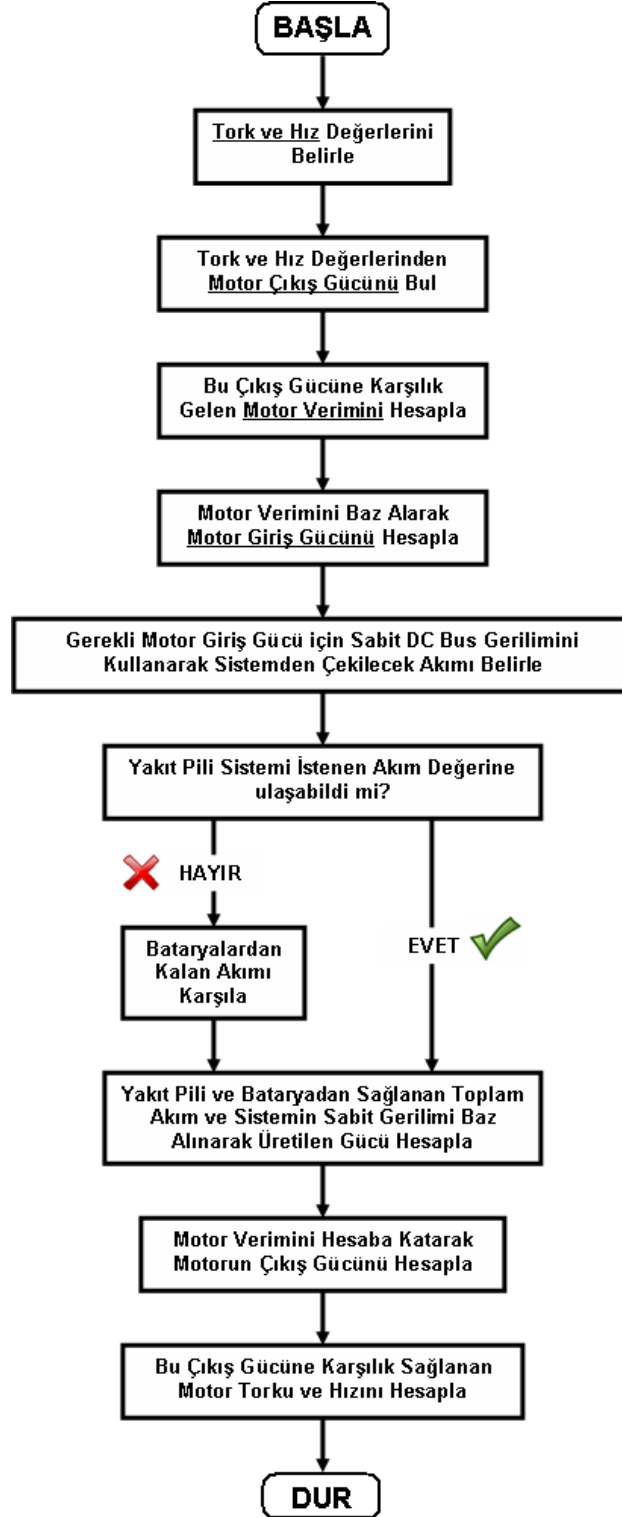 BAŞLA
Tork ve Hız Değerlerini
Belirle
Tork ve Hız Değerlerinden
Motor Çıkış Gücünü Bul
Bu Çıkış Gücüne Karşılık
Gelen Motor Verimini Hesapla
Motor Verimini Baz Alarak
Motor Giriş Gücünü Hesapla
Gerekli Motor Giriş Gücü için Sabit DC Bus Gerilimini
Kullanarak Sistemden Çekilecek Akımı Belirle
Yakıt Pili Sistemi İstenen Akım Değerine
ulaşabildi mi?
HAYIR
EVET
Bataryalardan
Kalan Akımı
Karşıla
Yakıt Pili ve Bataryadan Sağlanan Toplam
Akım ve Sistemin Sabit Gerilimi Baz
Alınarak Üretilen Gücü Hesapla
Motor Verimini Hesaba Katarak
Motorun Çıkış Gücünü Hesapla
Bu Çıkış Gücüne Karşılık Sağlanan
Motor Torku ve Hızını Hesapla
DUR